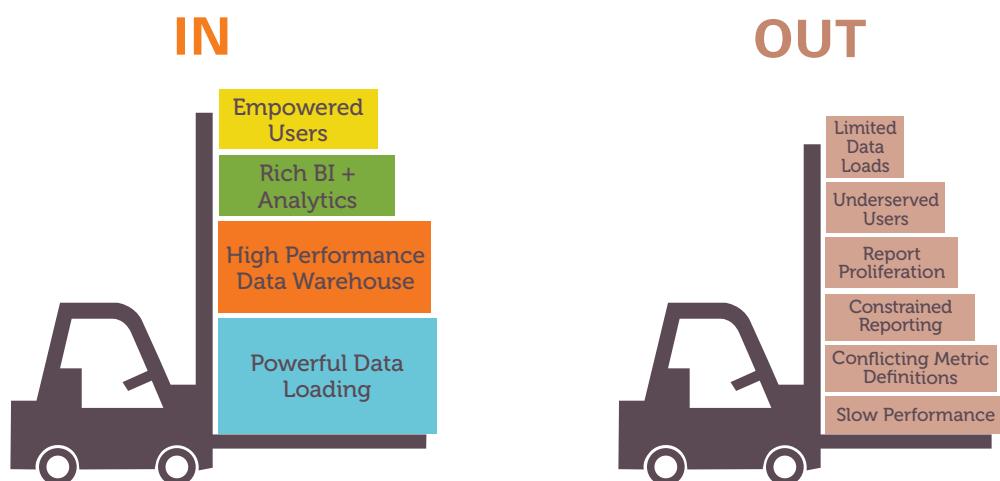 IN
Empowered
Users
Rich BI +
Analytics
High Performance
Data Warehouse
Powerful Data
Loading
OUT
Limited
Data
Loads
Underserved
Users
Report
Proliferation
Constrained
Reporting
Conflicting Metric
Definitions
Slow Performance